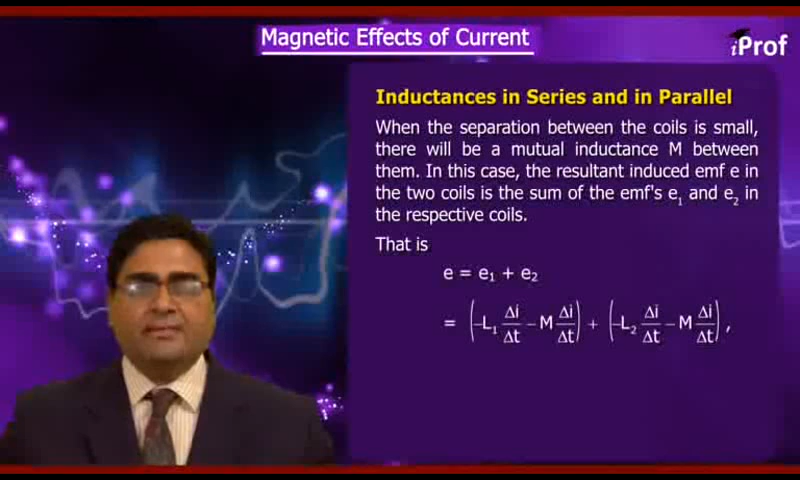 Magnetic Effects of Current
iProf
Inductances in Series and in Parallel
When the separation between the coils is small,
there will be a mutual inductance M between
them. In this case, the resultant induced emf e in
the two coils is the sum of the emf's e₁ and e₂ in
the respective coils.
That is
e = e₁ + e₂
= (–L₁ Δi/Δt – M Δi/Δt) + (–L₂ Δi/Δt – M Δi/Δt),